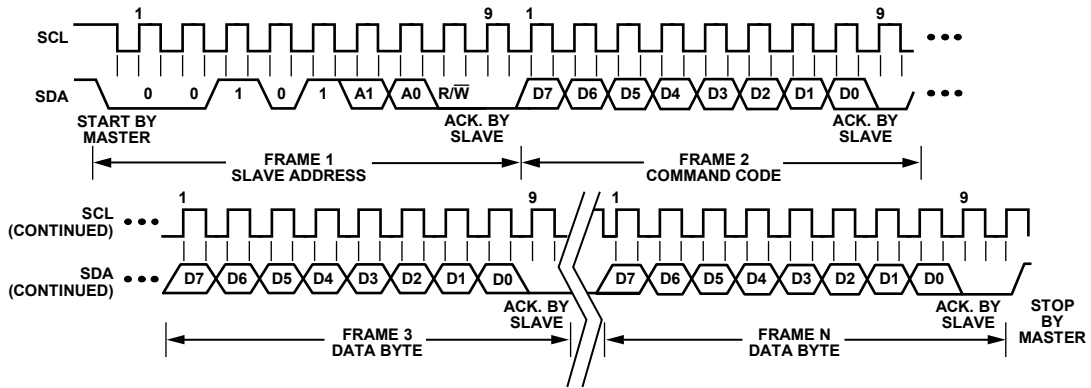 1 9 1 9
SCL
SDA 0 0 1 0 1 A1 A0 R/W̅ D7 D6 D5 D4 D3 D2 D1 D0
START BY MASTER
ACK. BY SLAVE
ACK. BY SLAVE
FRAME 1
SLAVE ADDRESS
FRAME 2
COMMAND CODE
1 9 1 9
SCL
(CONTINUED)
SDA
(CONTINUED)
D7 D6 D5 D4 D3 D2 D1 D0 D7 D6 D5 D4 D3 D2 D1 D0
ACK. BY
SLAVE
ACK. BY
SLAVE
STOP
BY
MASTER
FRAME 3
DATA BYTE
FRAME N
DATA BYTE